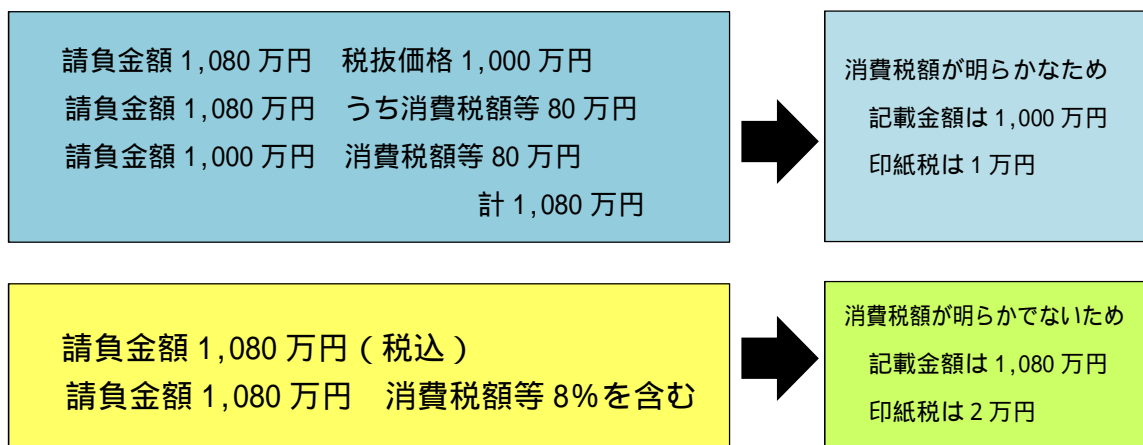 請負金額 1,080 万円　税抜価格 1,000 万円
請負金額 1,080 万円　うち消費税額等 80 万円
請負金額 1,000 万円　消費税額等 80 万円
計 1,080 万円
消費税額が明らかなため
記載金額は 1,000 万円
印紙税は 1 万円
請負金額 1,080 万円（税込）
請負金額 1,080 万円　消費税額等 8%を含む
消費税額が明らかでないため
記載金額は 1,080 万円
印紙税は 2 万円